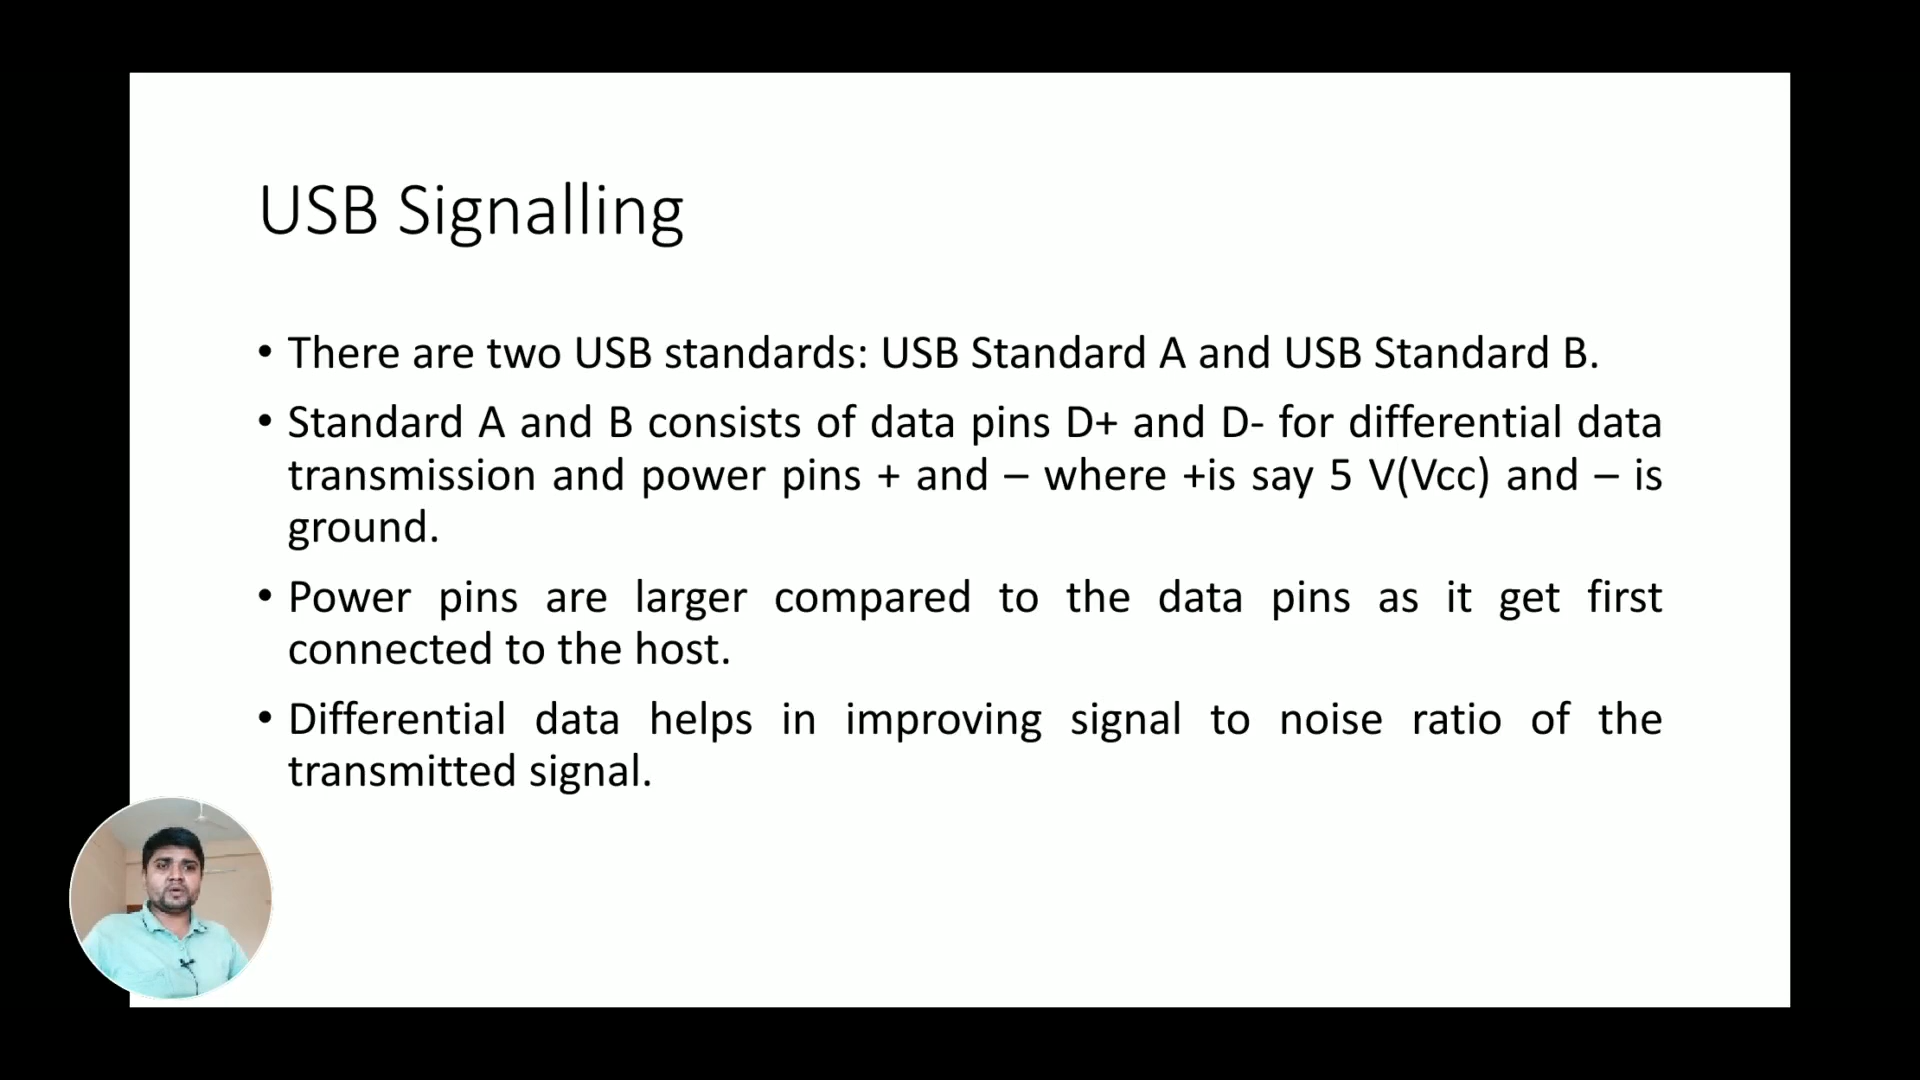 USB Signalling
• There are two USB standards: USB Standard A and USB Standard B.
• Standard A and B consists of data pins D+ and D- for differential data
transmission and power pins + and – where +is say 5 V(Vcc) and – is
ground.
• Power pins are larger compared to the data pins as it get first
connected to the host.
• Differential data helps in improving signal to noise ratio of the
transmitted signal.